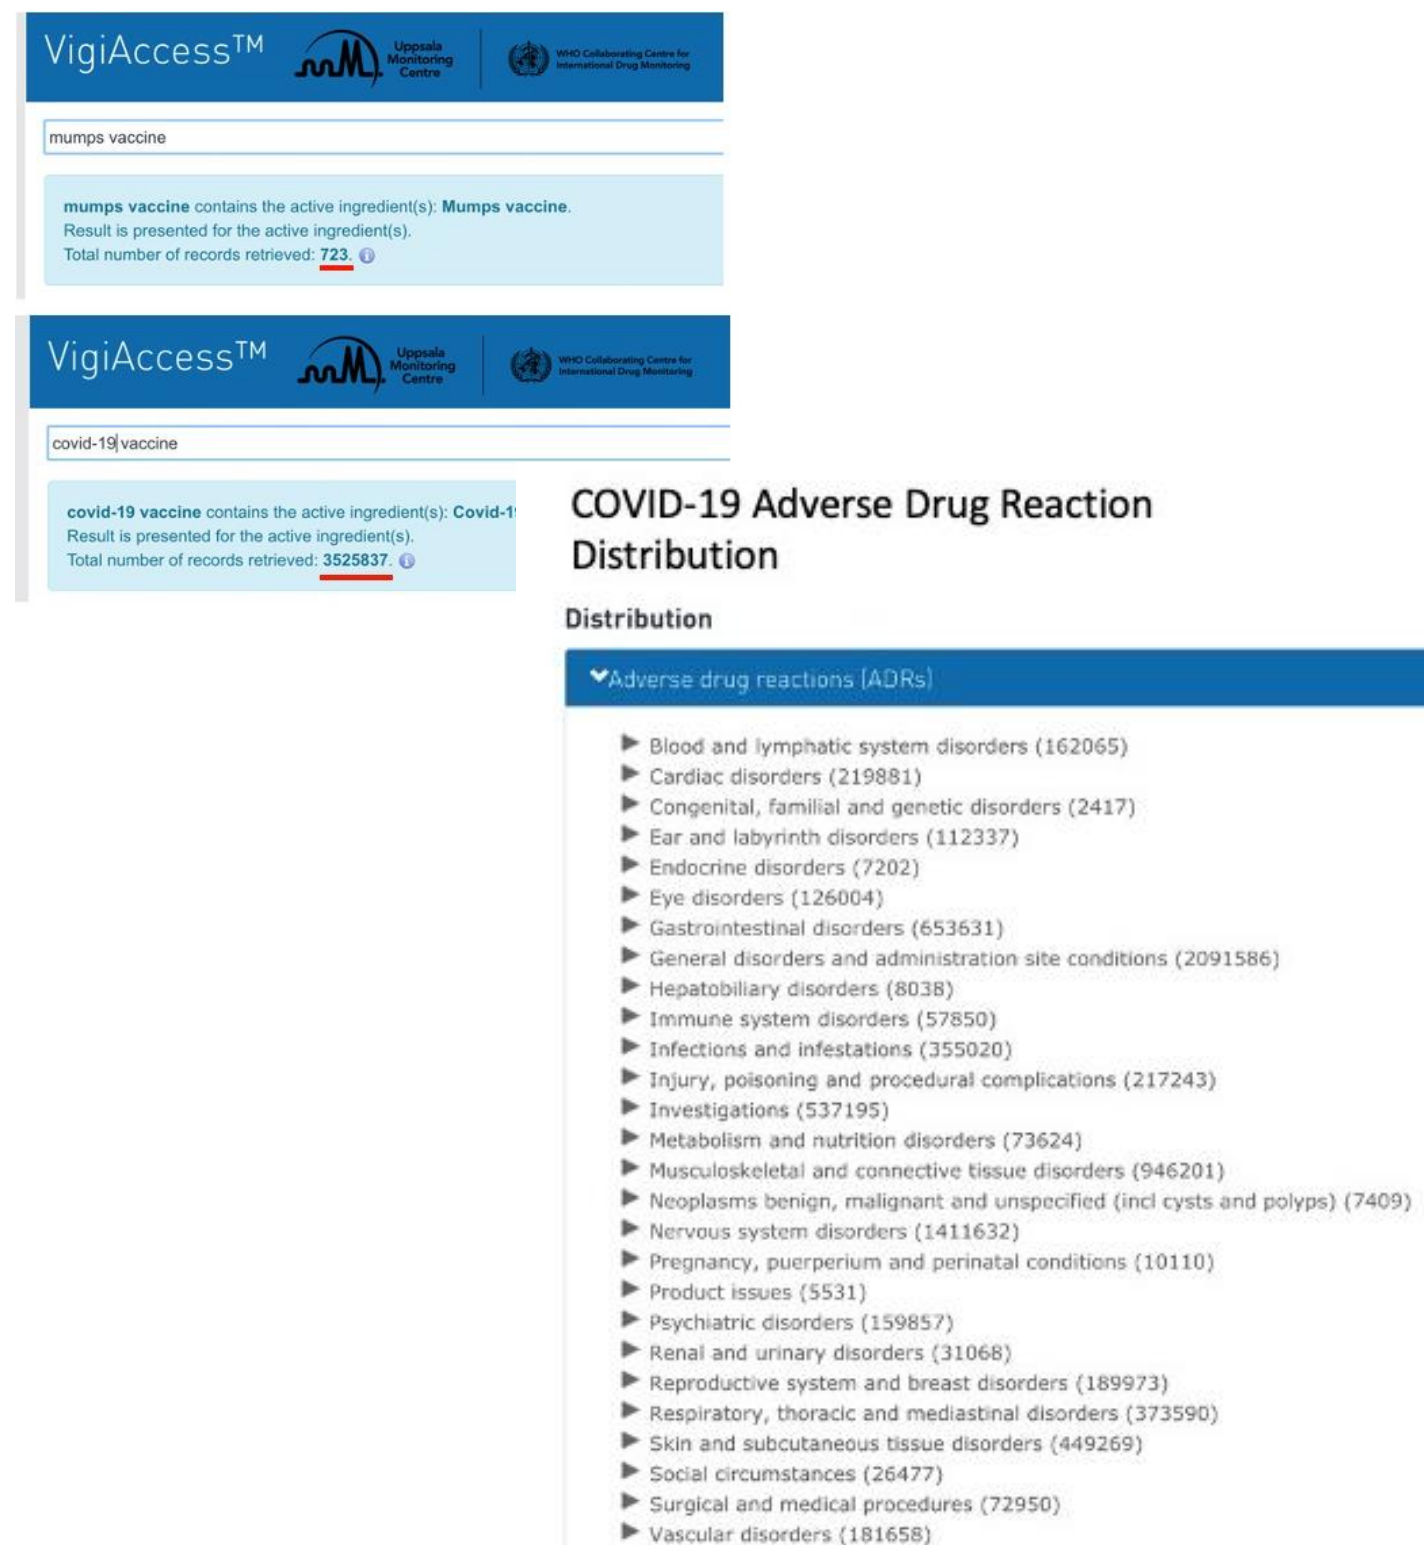 VigiAccess™
Uppsala
Monitoring
Centre
WHO Collaborating Centre for
International Drug Monitoring
mumps vaccine
mumps vaccine contains the active ingredient(s): Mumps vaccine.
Result is presented for the active ingredient(s).
Total number of records retrieved: 723.
VigiAccess™
Uppsala
Monitoring
Centre
WHO Collaborating Centre for
International Drug Monitoring
covid-19 vaccine
covid-19 vaccine contains the active ingredient(s): Covid-19
Result is presented for the active ingredient(s).
Total number of records retrieved: 3525837.
COVID-19 Adverse Drug Reaction
Distribution
Distribution
Adverse drug reactions (ADRs)
Blood and lymphatic system disorders (162065)
Cardiac disorders (219881)
Congenital, familial and genetic disorders (2417)
Ear and labyrinth disorders (112337)
Endocrine disorders (7202)
Eye disorders (126004)
Gastrointestinal disorders (653631)
General disorders and administration site conditions (2091586)
Hepatobiliary disorders (8038)
Immune system disorders (57850)
Infections and infestations (355020)
Injury, poisoning and procedural complications (217243)
Investigations (537195)
Metabolism and nutrition disorders (73624)
Musculoskeletal and connective tissue disorders (946201)
Neoplasms benign, malignant and unspecified (incl cysts and polyps) (7409)
Nervous system disorders (1411632)
Pregnancy, puerperium and perinatal conditions (10110)
Product issues (5531)
Psychiatric disorders (159857)
Renal and urinary disorders (31068)
Reproductive system and breast disorders (189973)
Respiratory, thoracic and mediastinal disorders (373590)
Skin and subcutaneous tissue disorders (449269)
Social circumstances (26477)
Surgical and medical procedures (72950)
Vascular disorders (181658)